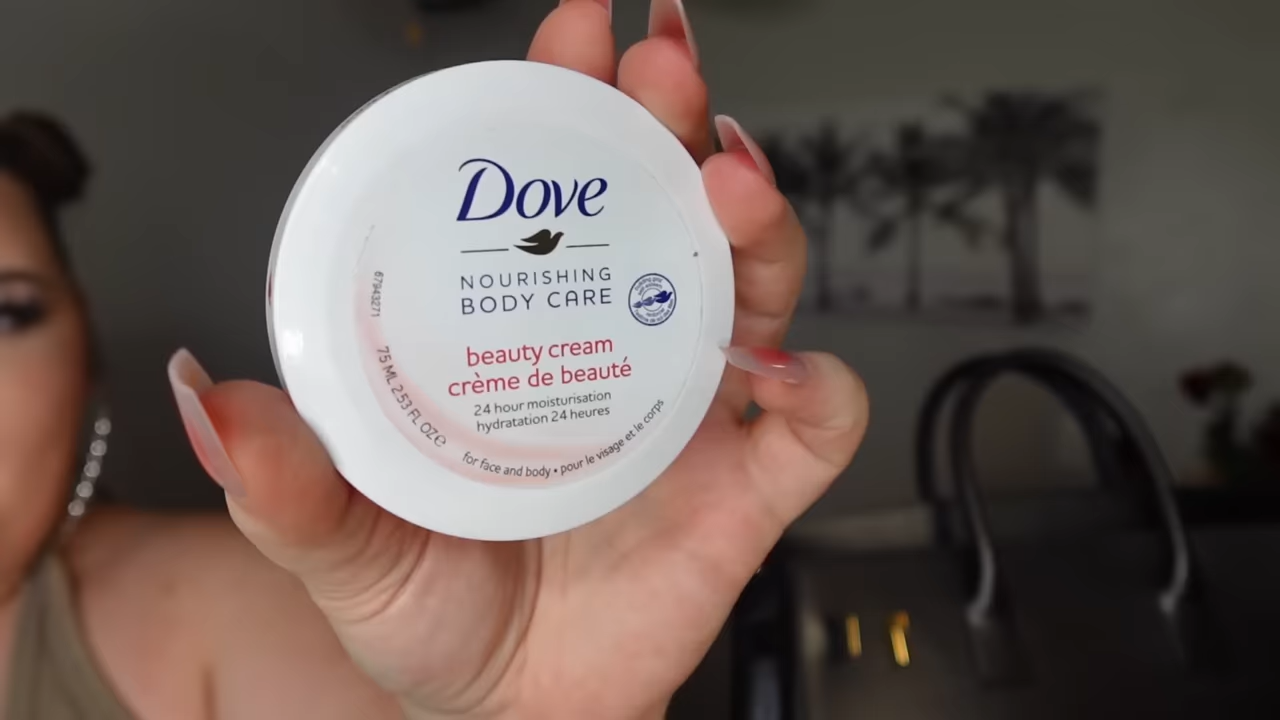 Dove
NOURISHING
BODY CARE
beauty cream
crème de beauté
24 hour moisturisation
hydratation 24 heures
for face and body • pour le visage et le corps
75 ML 2.53 FL OZ℮
67943271